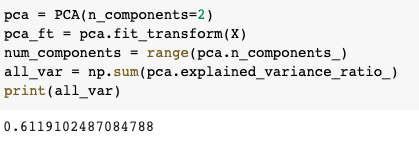 pca = PCA(n_components=2)
pca_ft = pca.fit_transform(X)
num_components = range(pca.n_components_)
all_var = np.sum(pca.explained_variance_ratio_)
print(all_var)
0.6119102487084788